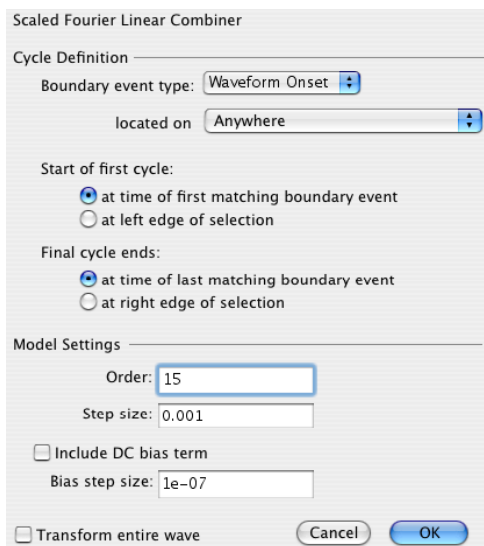 Scaled Fourier Linear Combiner
Cycle Definition
Boundary event type: Waveform Onset
located on Anywhere
Start of first cycle:
at time of first matching boundary event
at left edge of selection
Final cycle ends:
at time of last matching boundary event
at right edge of selection
Model Settings
Order: 15
Step size: 0.001
Include DC bias term
Bias step size: 1e-07
Transform entire wave Cancel OK